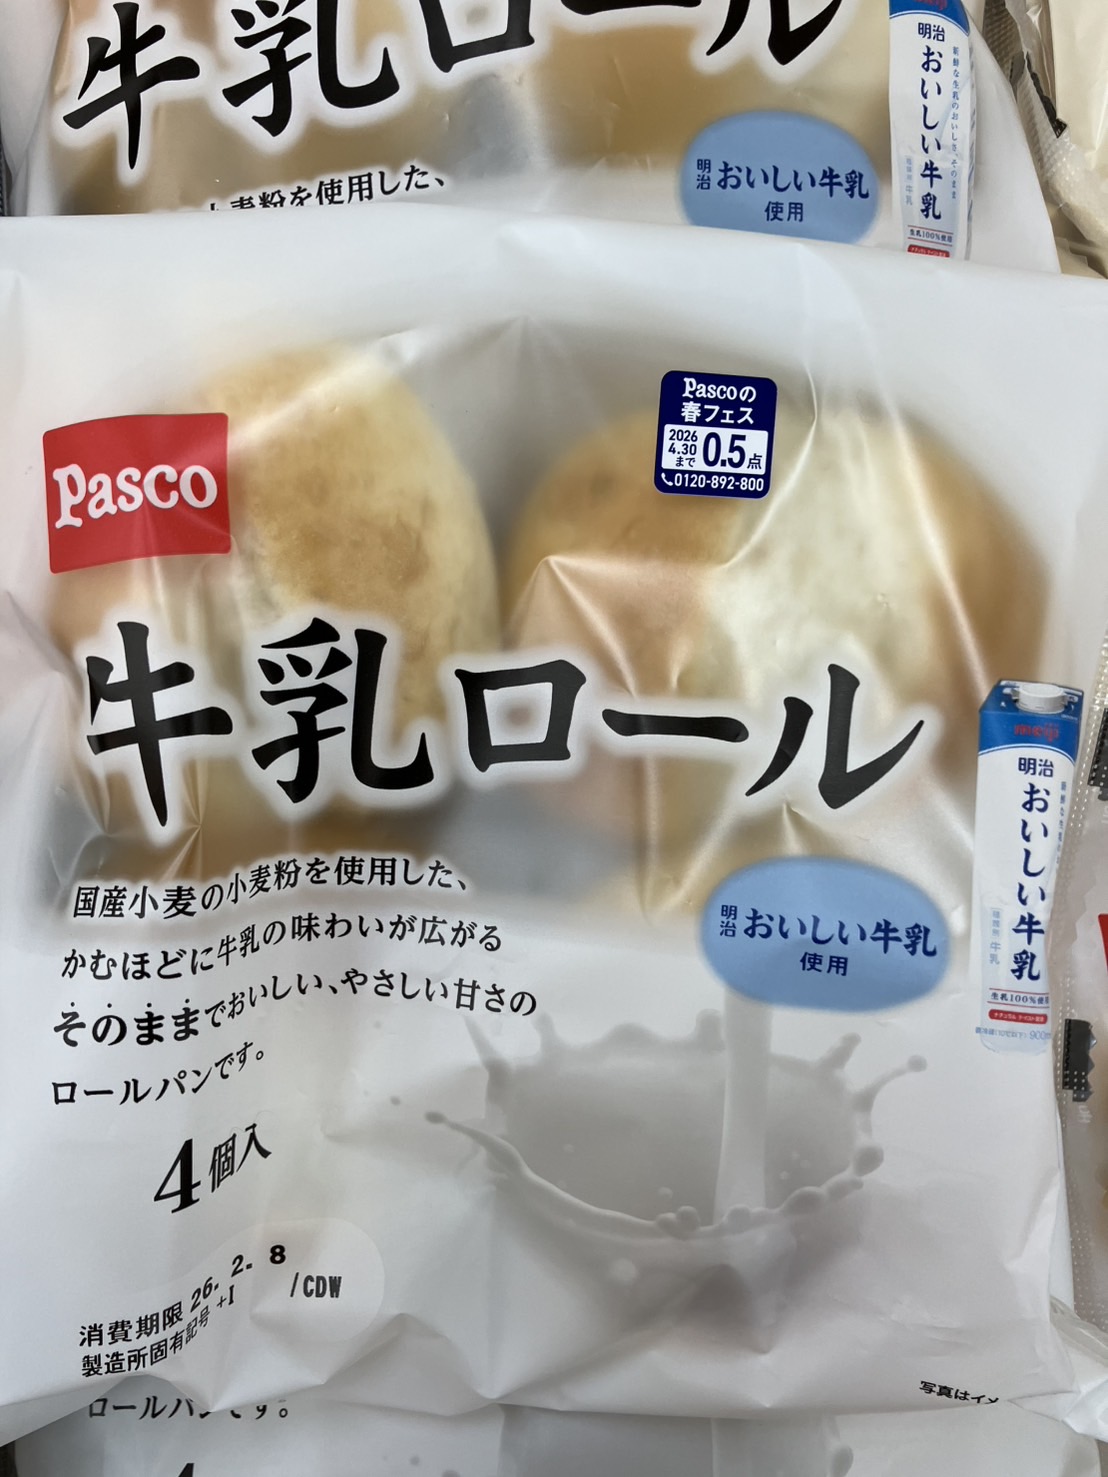 牛乳ロール
小麦粉を使用した、
明治
おいしい牛乳
使用
明治
おいしい牛乳
生乳100%使用
Pasco
Pascoの
春フェス
2026
4.30
まで
0.5点
0120-892-800
牛乳ロール
国産小麦の小麦粉を使用した、
かむほどに牛乳の味わいが広がる
そのままでおいしい、やさしい甘さの
ロールパンです。
明治
おいしい牛乳
使用
meiji
明治
おいしい牛乳
生乳100%使用
4個入
消費期限 26. 2. 8
/CDW
製造所固有記号 +I
写真はイメ
ロールパンです。
4